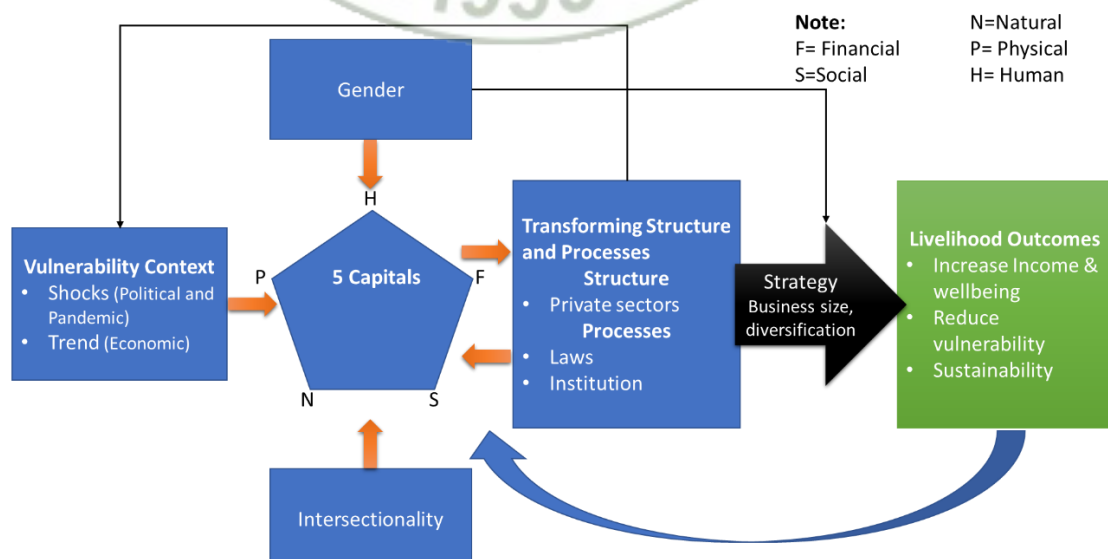 1930
Note:
F= Financial
S=Social
N=Natural
P= Physical
H= Human
Gender
H
P
F
N
S
5 Capitals
Vulnerability Context
• Shocks (Political and
Pandemic)
• Trend (Economic)
Transforming Structure
and Processes
Structure
• Private sectors
Processes
• Laws
• Institution
Strategy
Business size,
diversification
Livelihood Outcomes
• Increase Income &
wellbeing
• Reduce
vulnerability
• Sustainability
Intersectionality